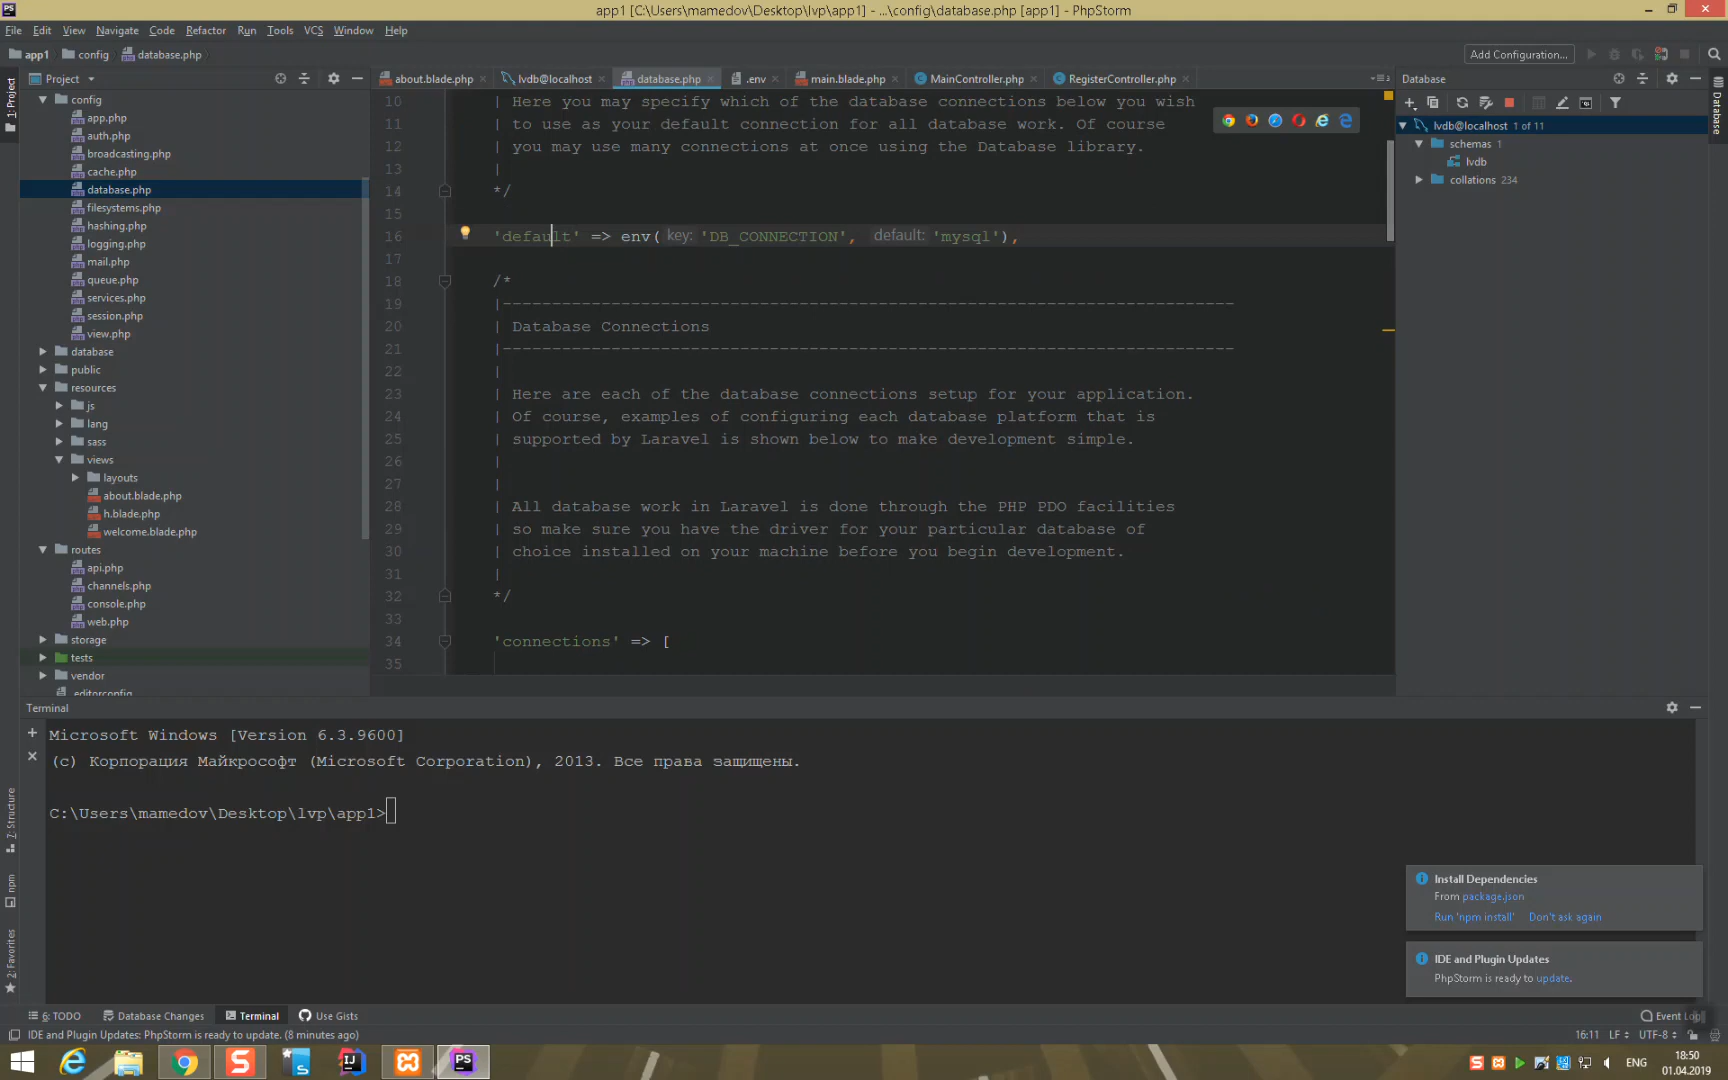 app1 [C:\Users\mamedov\Desktop\lvp\app1] - ...\config\database.php [app1] - PhpStorm
File Edit View Navigate Code Refactor Run Tools VCS Window Help
app1 config database.php
Add Configuration...
Project
about.blade.php lvdb@localhost database.php .env main.blade.php MainController.php RegisterController.php
Database
1: Project
config
app.php
auth.php
broadcasting.php
cache.php
database.php
filesystems.php
hashing.php
logging.php
mail.php
queue.php
services.php
session.php
view.php
database
public
resources
js
lang
sass
views
layouts
about.blade.php
h.blade.php
welcome.blade.php
routes
api.php
channels.php
console.php
web.php
storage
tests
vendor
.editorconfig
10 | Here you may specify which of the database connections below you wish
11 | to use as your default connection for all database work. Of course
12 | you may use many connections at once using the Database library.
13 |
14 */
15
16 'default' => env( key: 'DB_CONNECTION', default: 'mysql'),
17
18 /*
19 |--------------------------------------------------------------------------
20 | Database Connections
21 |--------------------------------------------------------------------------
22 |
23 | Here are each of the database connections setup for your application.
24 | Of course, examples of configuring each database platform that is
25 | supported by Laravel is shown below to make development simple.
26 |
27 |
28 | All database work in Laravel is done through the PHP PDO facilities
29 | so make sure you have the driver for your particular database of
30 | choice installed on your machine before you begin development.
31 |
32 */
33
34 'connections' => [
35
lvdb@localhost 1 of 11
schemas 1
lvdb
collations 234
Database
Terminal
Microsoft Windows [Version 6.3.9600]
(c) Корпорация Майкрософт (Microsoft Corporation), 2013. Все права защищены.
C:\Users\mamedov\Desktop\lvp\app1>
7: Structure
npm
2: Favorites
Install Dependencies
From package.json
Run 'npm install' Don't ask again
IDE and Plugin Updates
PhpStorm is ready to update.
6: TODO Database Changes Terminal Use Gists Event Log
IDE and Plugin Updates: PhpStorm is ready to update. (8 minutes ago) 16:11 LF UTF-8
ENG 18:50
01.04.2019